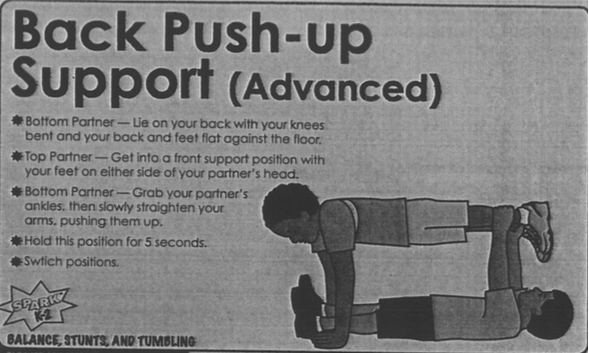 Back Push-up
Support (Advanced)
✸ Bottom Partner — Lie on your back with your knees
bent and your back and feet flat against the floor.
✸ Top Partner — Get into a front support position with
your feet on either side of your partner's head.
✸ Bottom Partner — Grab your partner's
ankles, then slowly straighten your
arms, pushing them up.
✸ Hold this position for 5 seconds.
✸ Swtich positions.
SPARK
K-2
BALANCE, STUNTS, AND TUMBLING